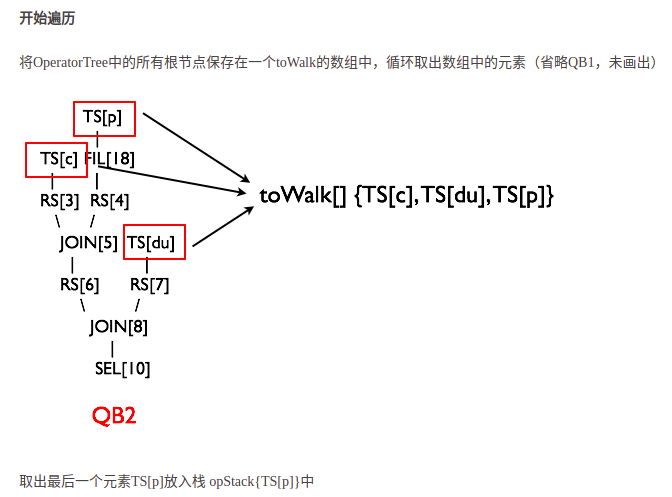 开始遍历
将OperatorTree中的所有根节点保存在一个toWalk的数组中，循环取出数组中的元素（省略QB1，未画出）
TS[p]
TS[c] FIL[18]
toWalk[] {TS[c],TS[du],TS[p]}
RS[3] RS[4]
JOIN[5] TS[du]
RS[6] RS[7]
JOIN[8]
SEL[10]
QB2
取出最后一个元素TS[p]放入栈 opStack{TS[p]}中